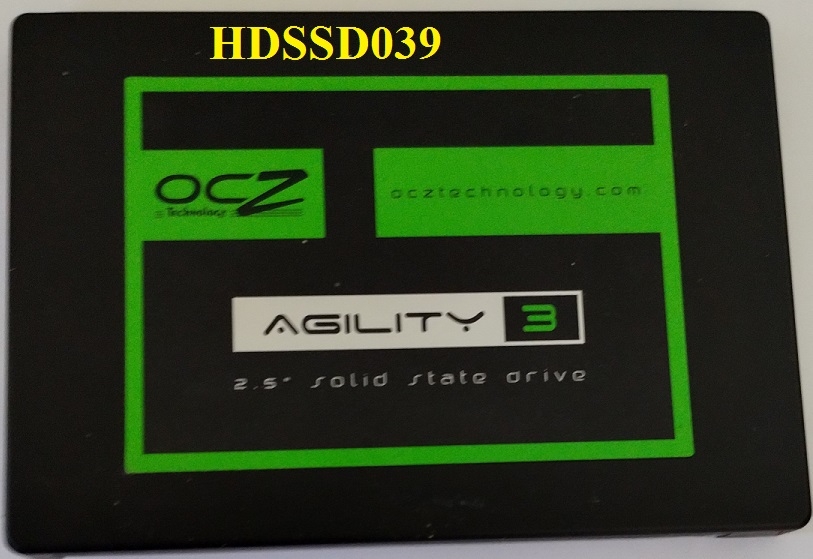 HDSSD039
OCZ
Technology
ocztechnology.com
AGILITY 3
2.5" solid state drive